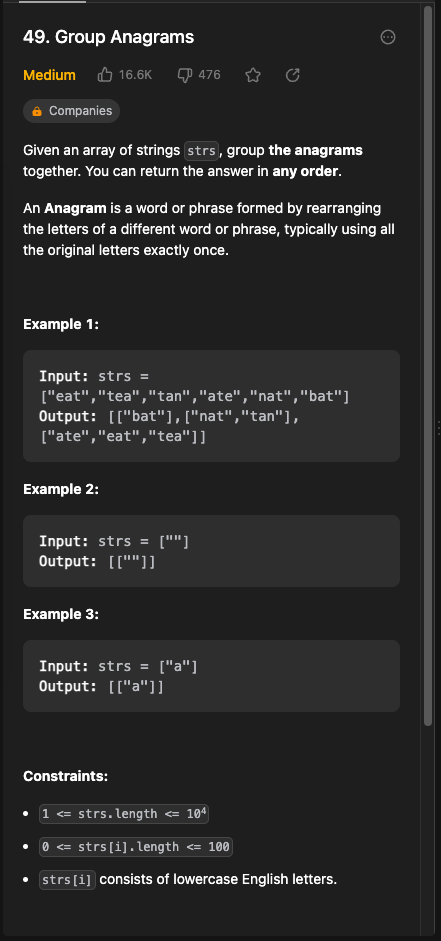 49. Group Anagrams
Medium 16.6K 476
Companies
Given an array of strings strs, group the anagrams
together. You can return the answer in any order.
An Anagram is a word or phrase formed by rearranging
the letters of a different word or phrase, typically using all
the original letters exactly once.
Example 1:
Input: strs =
["eat","tea","tan","ate","nat","bat"]
Output: [["bat"],["nat","tan"],
["ate","eat","tea"]]
Example 2:
Input: strs = [""]
Output: [[""]]
Example 3:
Input: strs = ["a"]
Output: [["a"]]
Constraints:
• 1 <= strs.length <= 10⁴
• 0 <= strs[i].length <= 100
• strs[i] consists of lowercase English letters.